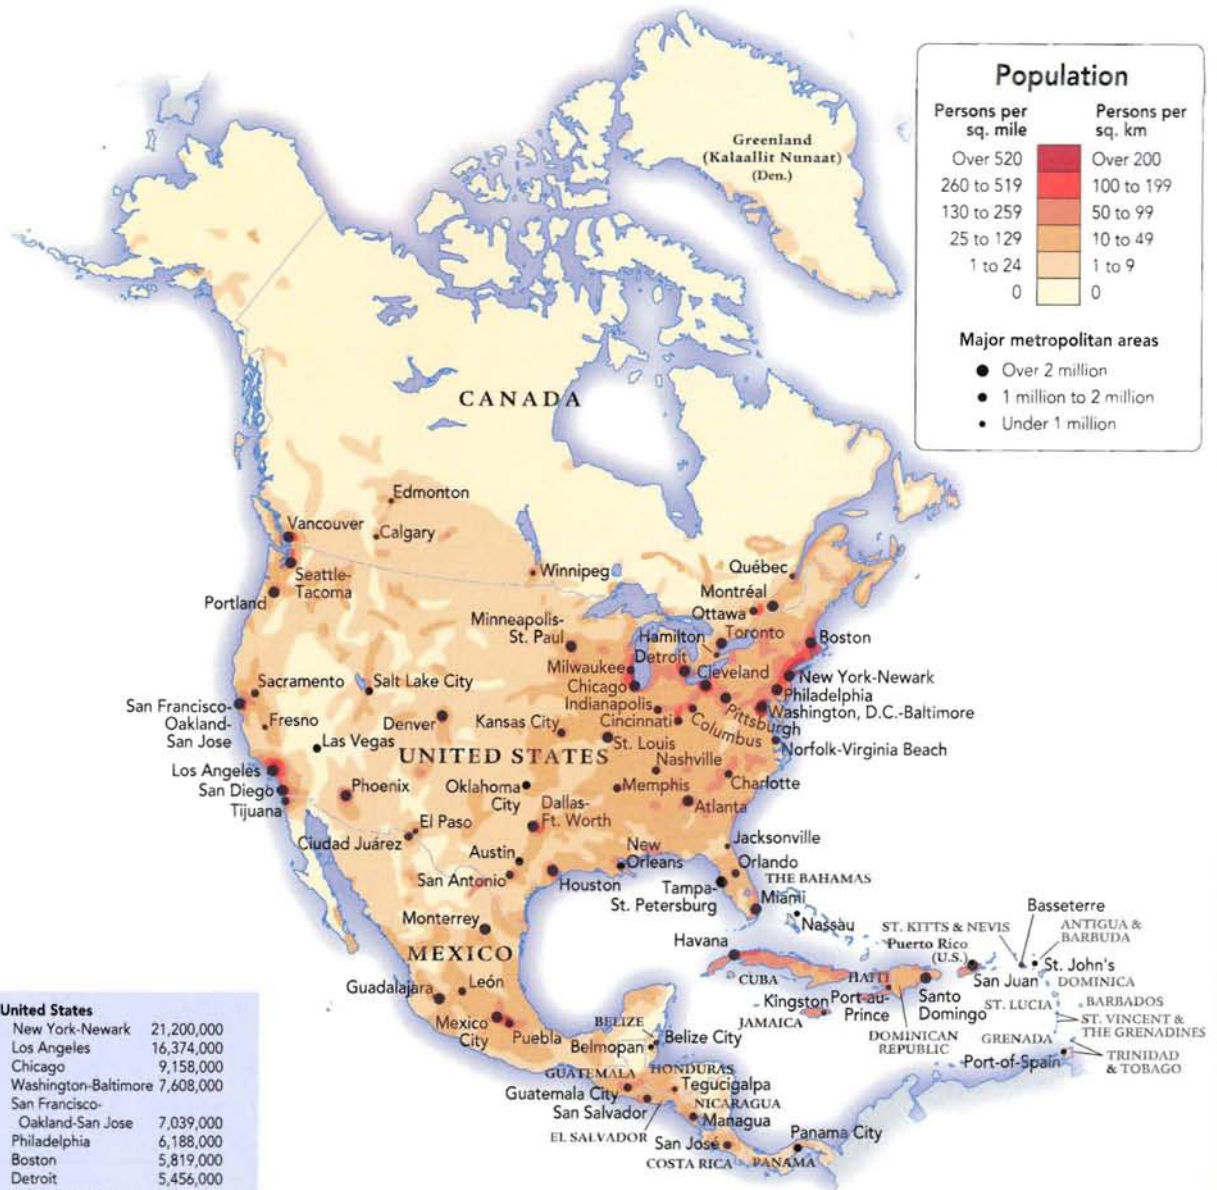 Population
Persons per sq. mile
Persons per sq. km
Over 520 Over 200
260 to 519 100 to 199
130 to 259 50 to 99
25 to 129 10 to 49
1 to 24 1 to 9
0 0
Major metropolitan areas
Over 2 million
1 million to 2 million
Under 1 million
Greenland
(Kalaallit Nunaat)
(Den.)
CANADA
Edmonton
Vancouver
Calgary
Winnipeg
Québec
Seattle-
Tacoma
Montréal
Portland
Ottawa
Minneapolis-
St. Paul
Hamilton
Toronto
Boston
Milwaukee
Detroit
Cleveland
New York-Newark
Sacramento
Salt Lake City
Chicago
Philadelphia
San Francisco-
Oakland-
San Jose
Indianapolis
Pittsburgh
Washington, D.C.-Baltimore
Fresno
Denver
Kansas City
Cincinnati
Columbus
Las Vegas
St. Louis
Norfolk-Virginia Beach
UNITED STATES
Nashville
Los Angeles
San Diego
Phoenix
Oklahoma
City
Memphis
Charlotte
Tijuana
Dallas-
Ft. Worth
Atlanta
El Paso
Ciudad Juárez
Jacksonville
Austin
New
Orleans
Orlando
San Antonio
Houston
Tampa-
St. Petersburg
THE BAHAMAS
Miami
Nassau
Monterrey
MEXICO
Havana
ST. KITTS & NEVIS
Basseterre
ANTIGUA &
BARBUDA
Puerto Rico
(U.S.)
St. John's
Guadalajara
León
CUBA
HAITI
San Juan
DOMINICA
Mexico
City
Puebla
Kingston
Port-au-
Prince
Santo
Domingo
ST. LUCIA
BARBADOS
JAMAICA
ST. VINCENT &
THE GRENADINES
BELIZE
Belize City
Belmopan
DOMINICAN
REPUBLIC
GRENADA
Port-of-Spain
TRINIDAD
& TOBAGO
GUATEMALA
HONDURAS
Guatemala City
Tegucigalpa
San Salvador
NICARAGUA
Managua
EL SALVADOR
San José
Panama City
COSTA RICA
PANAMA
United States
New York-Newark 21,200,000
Los Angeles 16,374,000
Chicago 9,158,000
Washington-Baltimore 7,608,000
San Francisco-
Oakland-San Jose 7,039,000
Philadelphia 6,188,000
Boston 5,819,000
Detroit 5,456,000